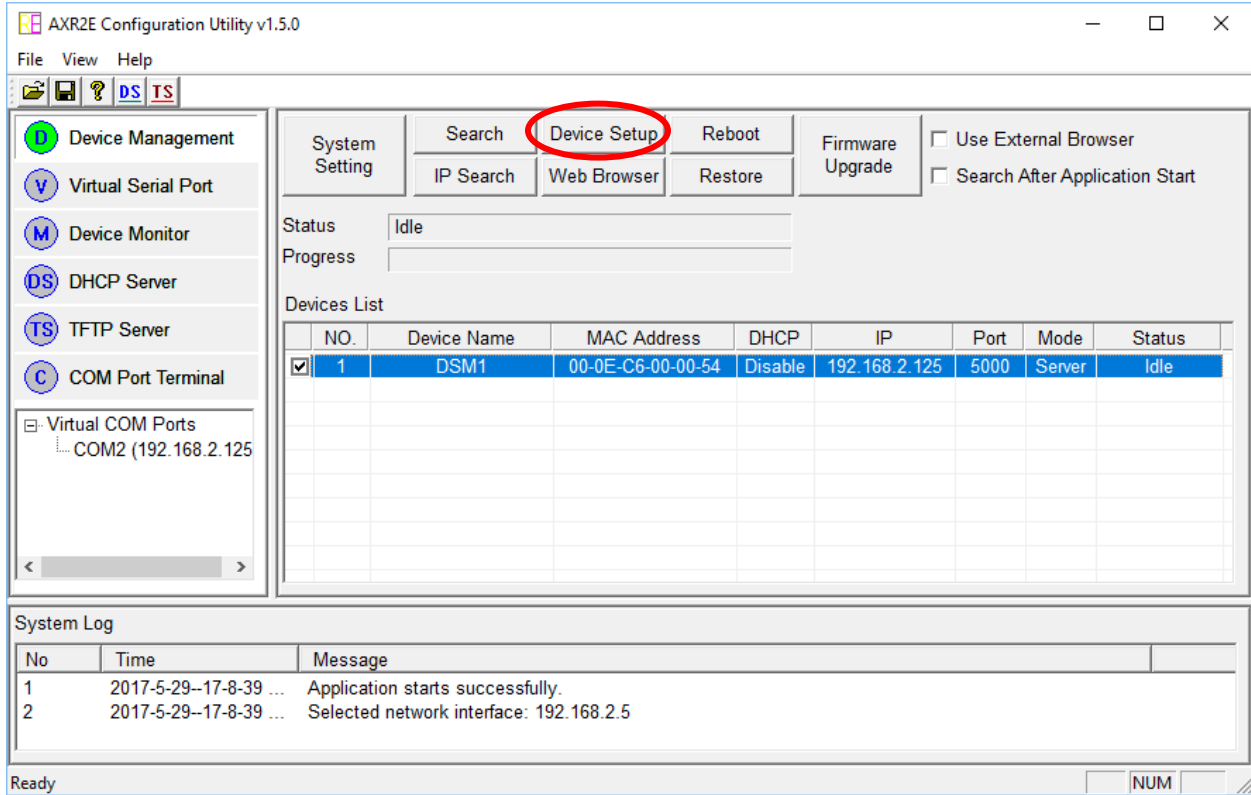 AXR2E Configuration Utility v1.5.0
File View Help
DS TS
D Device Management
V Virtual Serial Port
M Device Monitor
DS DHCP Server
TS TFTP Server
C COM Port Terminal
Virtual COM Ports
COM2 (192.168.2.125
System Setting
Search Device Setup Reboot
IP Search Web Browser Restore
Firmware Upgrade
Use External Browser
Search After Application Start
Status Idle
Progress
Devices List
NO. Device Name MAC Address DHCP IP Port Mode Status
1 DSM1 00-0E-C6-00-00-54 Disable 192.168.2.125 5000 Server Idle
System Log
No Time Message
1 2017-5-29--17-8-39 ... Application starts successfully.
2 2017-5-29--17-8-39 ... Selected network interface: 192.168.2.5
Ready NUM